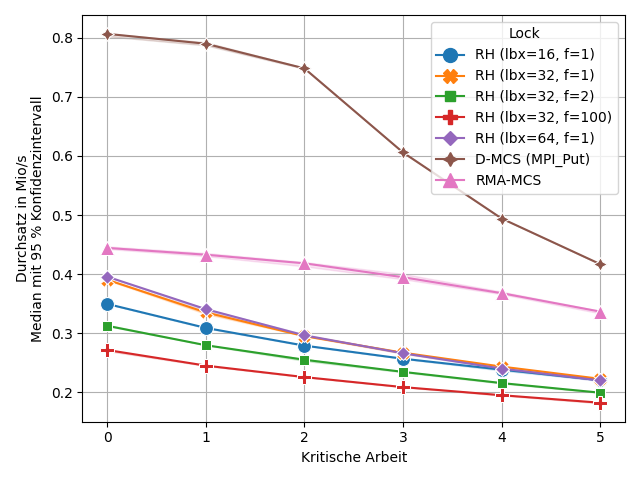 Durchsatz in Mio/s
Median mit 95 % Konfidenzintervall
0.8
0.7
0.6
0.5
0.4
0.3
0.2
Lock
RH (lbx=16, f=1)
RH (lbx=32, f=1)
RH (lbx=32, f=2)
RH (lbx=32, f=100)
RH (lbx=64, f=1)
D-MCS (MPI_Put)
RMA-MCS
0 1 2 3 4 5
Kritische Arbeit